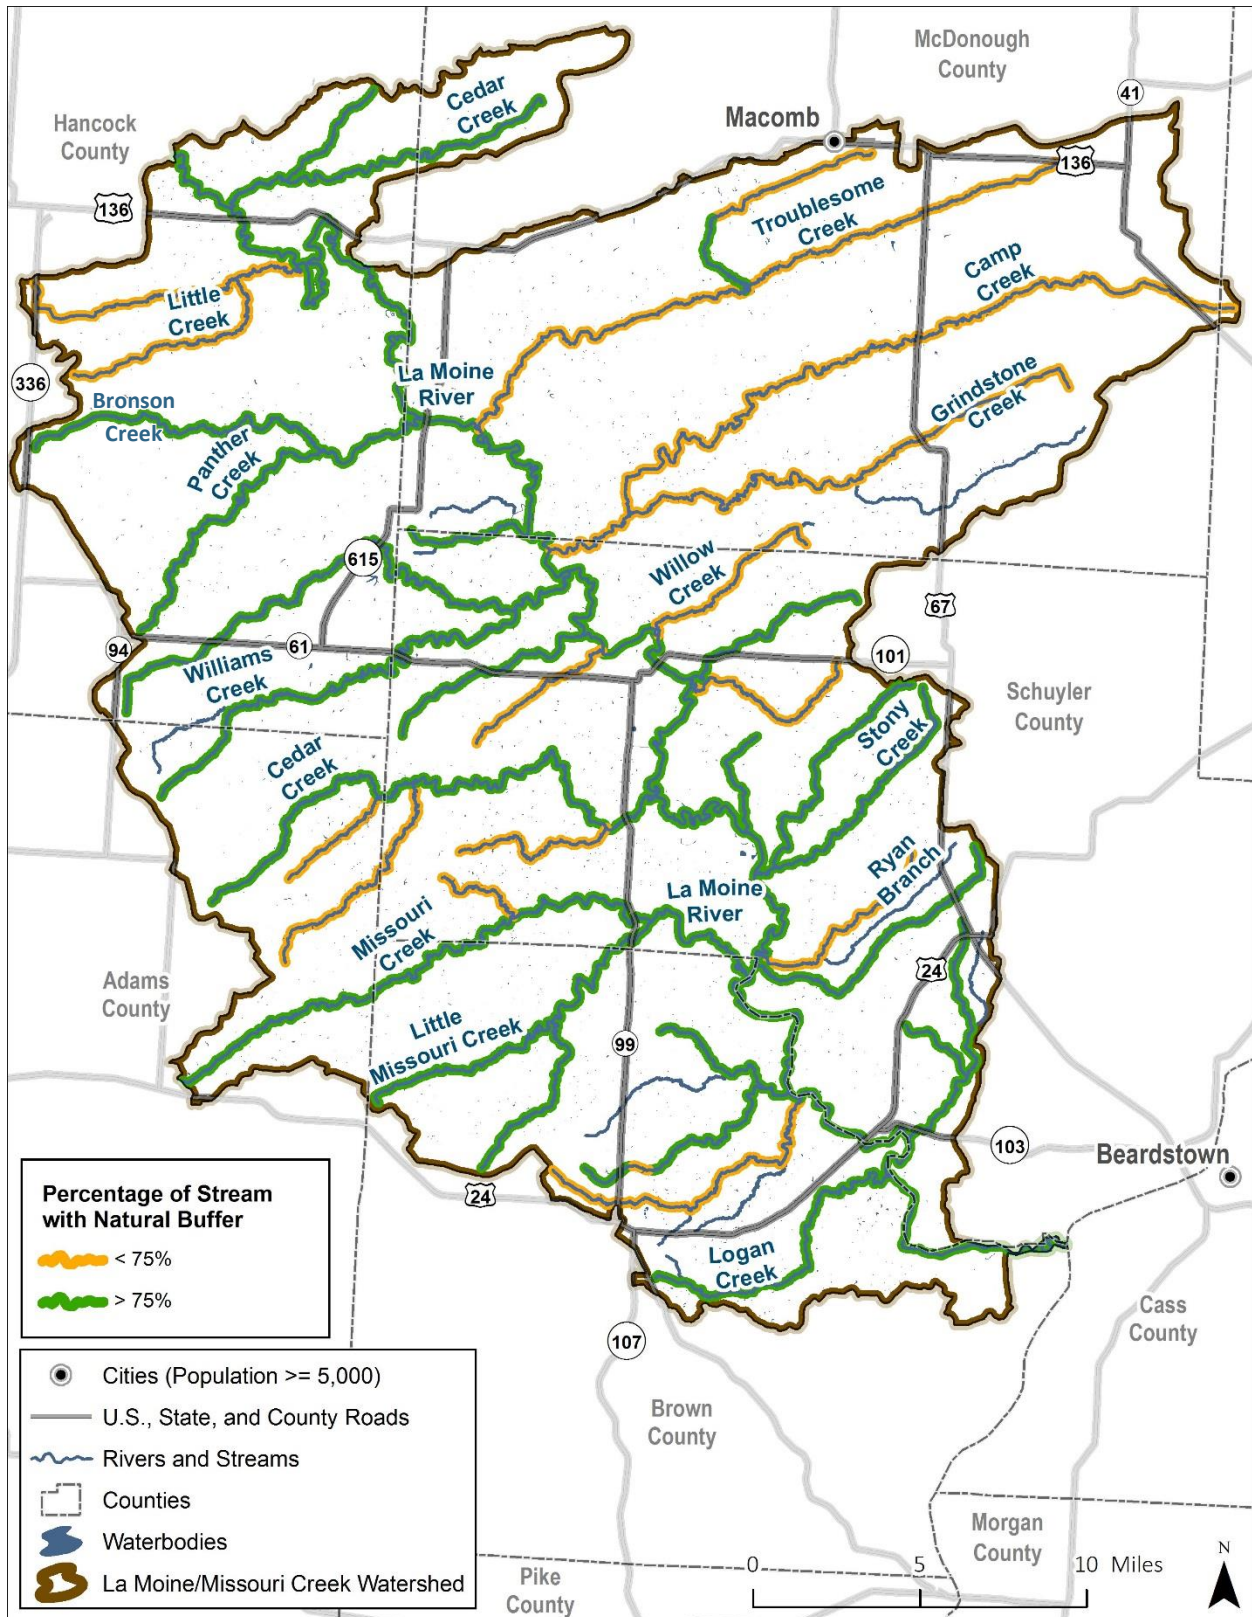 McDonough
County
41
Cedar
Creek
Macomb
Hancock
County
136
136
Troublesome
Creek
Camp
Creek
Little
Creek
336
La Moine
River
Grindstone
Creek
Bronson
Creek
Panther
Creek
615
Willow
Creek
67
94
61
101
Williams
Creek
Schuyler
County
Stony
Creek
Cedar
Creek
Ryan
Branch
La Moine
River
Missouri
Creek
24
Adams
County
Little
Missouri Creek
99
103
Beardstown
24
Percentage of Stream
with Natural Buffer
< 75%
> 75%
Logan
Creek
Cass
County
107
Cities (Population >= 5,000)
U.S., State, and County Roads
Rivers and Streams
Counties
Waterbodies
La Moine/Missouri Creek Watershed
Brown
County
Morgan
County
Pike
County
0 5 10 Miles
N